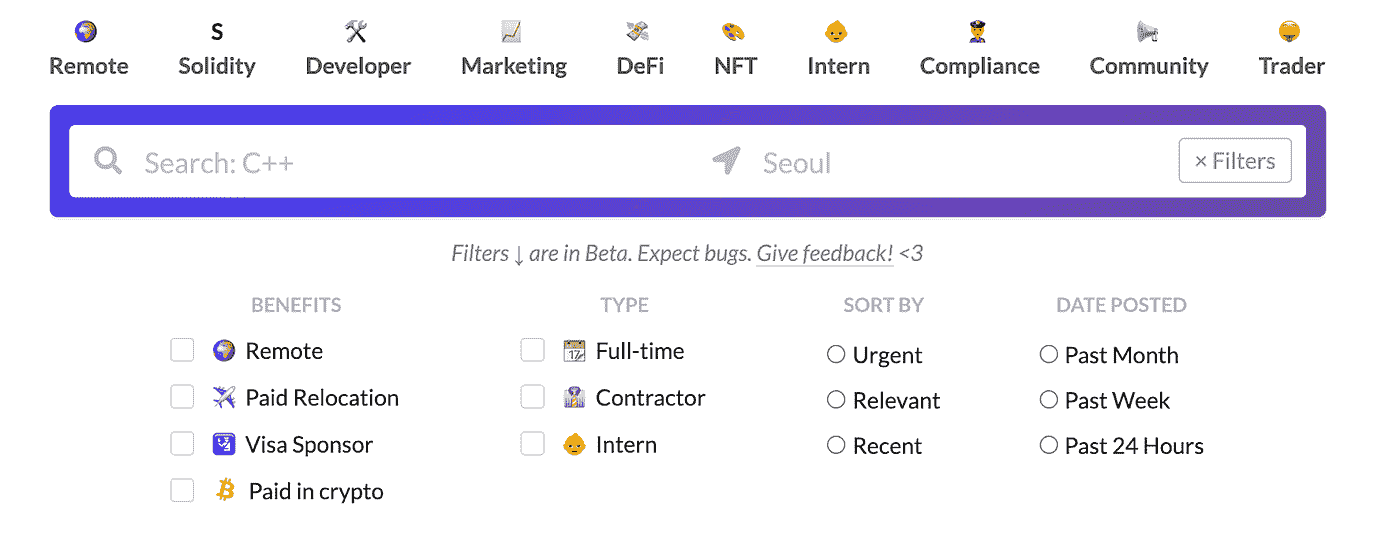 S
Remote Solidity Developer Marketing DeFi NFT Intern Compliance Community Trader
Search: C++ Seoul × Filters
Filters ↓ are in Beta. Expect bugs. Give feedback! <3
BENEFITS TYPE SORT BY DATE POSTED
Remote Full-time Urgent Past Month
Paid Relocation Contractor Relevant Past Week
Visa Sponsor Intern Recent Past 24 Hours
Paid in crypto